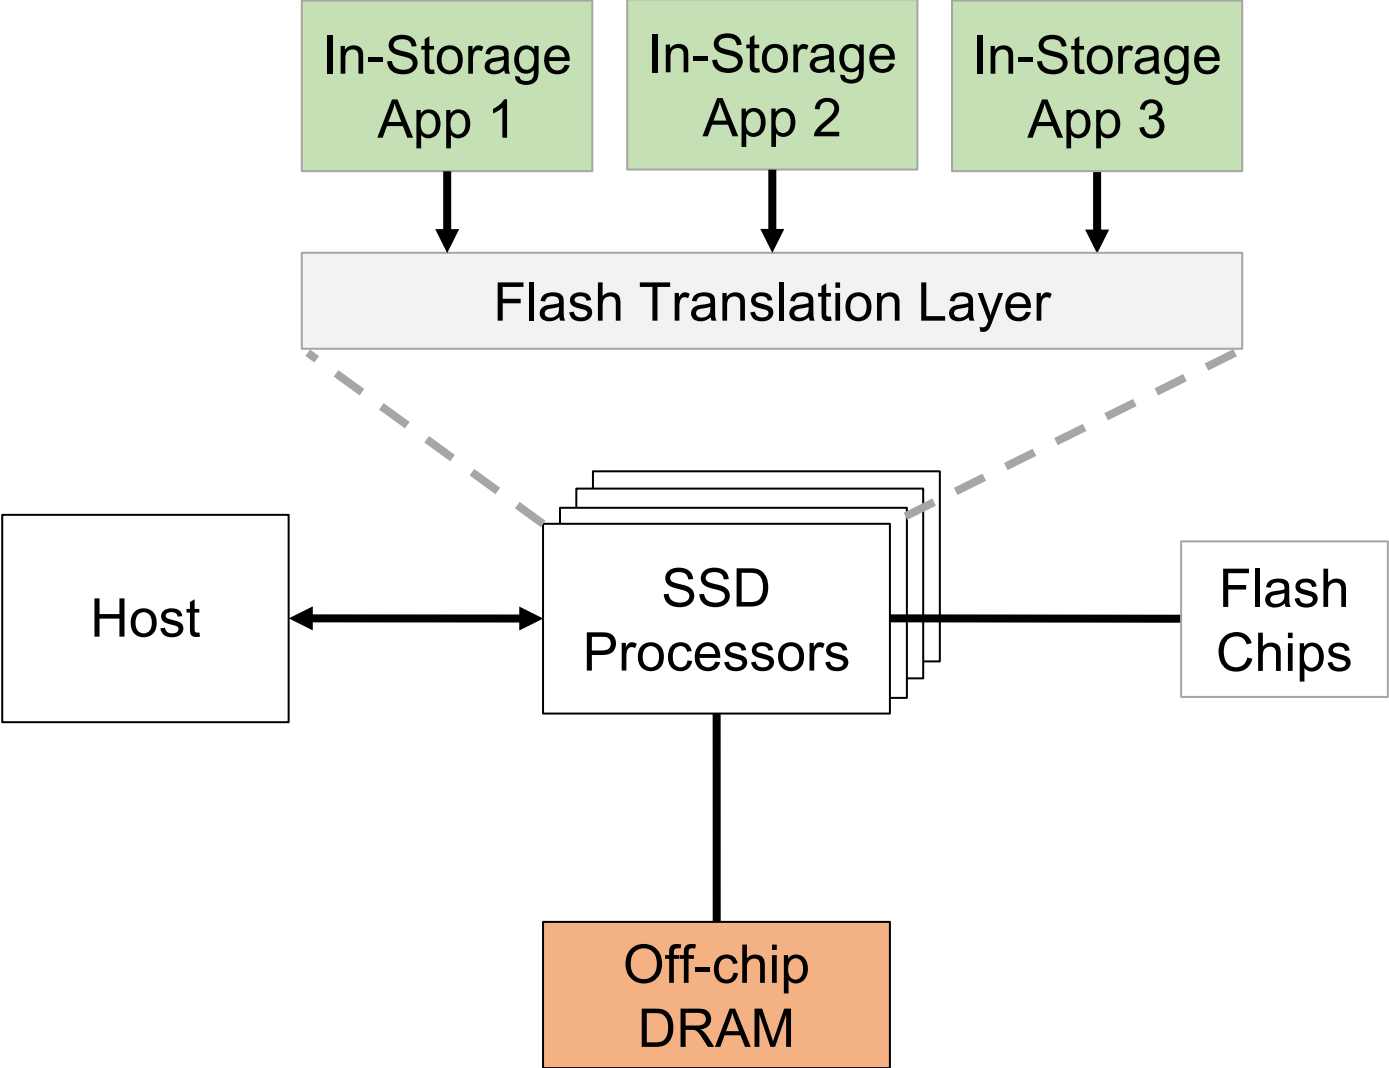 In-Storage
App 1
In-Storage
App 2
In-Storage
App 3
Flash Translation Layer
Host
SSD
Processors
Flash
Chips
Off-chip
DRAM